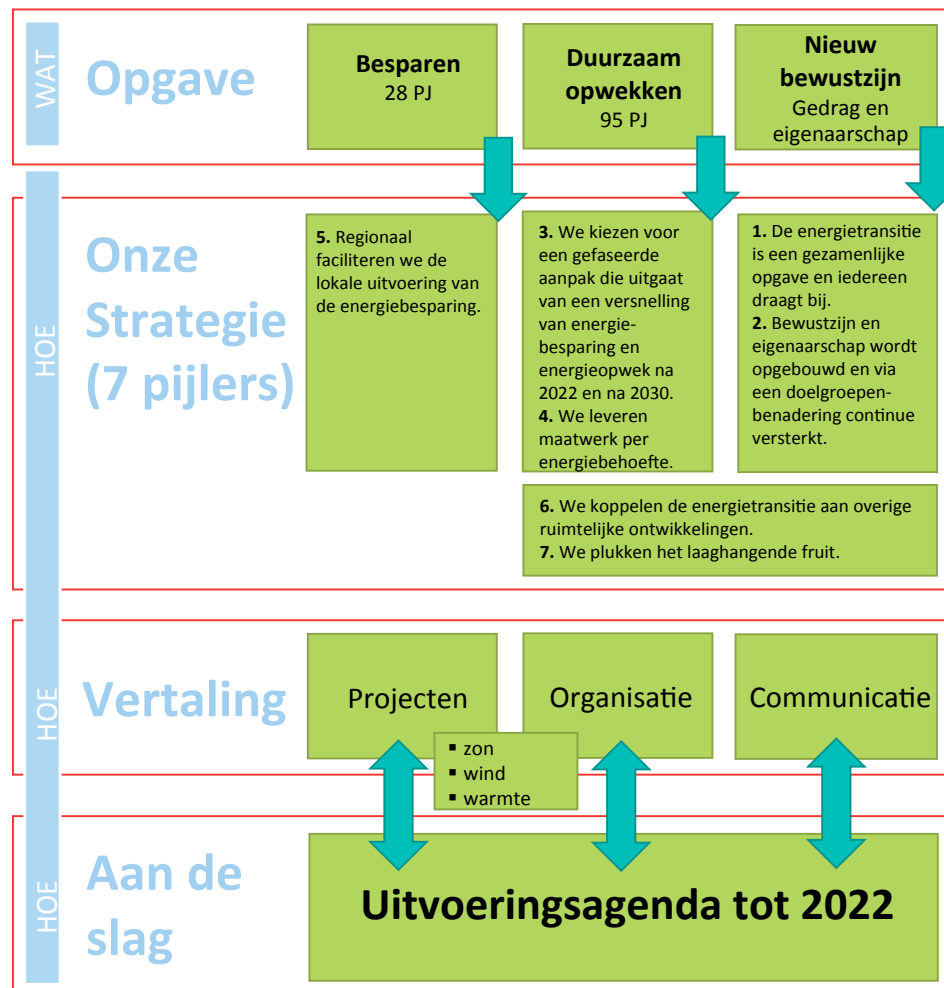 WAT
Opgave
Besparen
28 PJ
Duurzaam
opwekken
95 PJ
Nieuw
bewustzijn
Gedrag en
eigenaarschap
HOE
Onze
Strategie
(7 pijlers)
5. Regionaal
faciliteren we de
lokale uitvoering van
de energiebesparing.
3. We kiezen voor
een gefaseerde
aanpak die uitgaat
van een versnelling
van energie-
besparing en
energieopwek na
2022 en na 2030.
4. We leveren
maatwerk per
energiebehoefte.
1. De energietransitie
is een gezamenlijke
opgave en iedereen
draagt bij.
2. Bewustzijn en
eigenaarschap wordt
opgebouwd en via
een doelgroepen-
benadering continue
versterkt.
6. We koppelen de energietransitie aan overige
ruimtelijke ontwikkelingen.
7. We plukken het laaghangende fruit.
HOE
Vertaling
Projecten
▪ zon
▪ wind
▪ warmte
Organisatie
Communicatie
HOE
Aan de
slag
Uitvoeringsagenda tot 2022